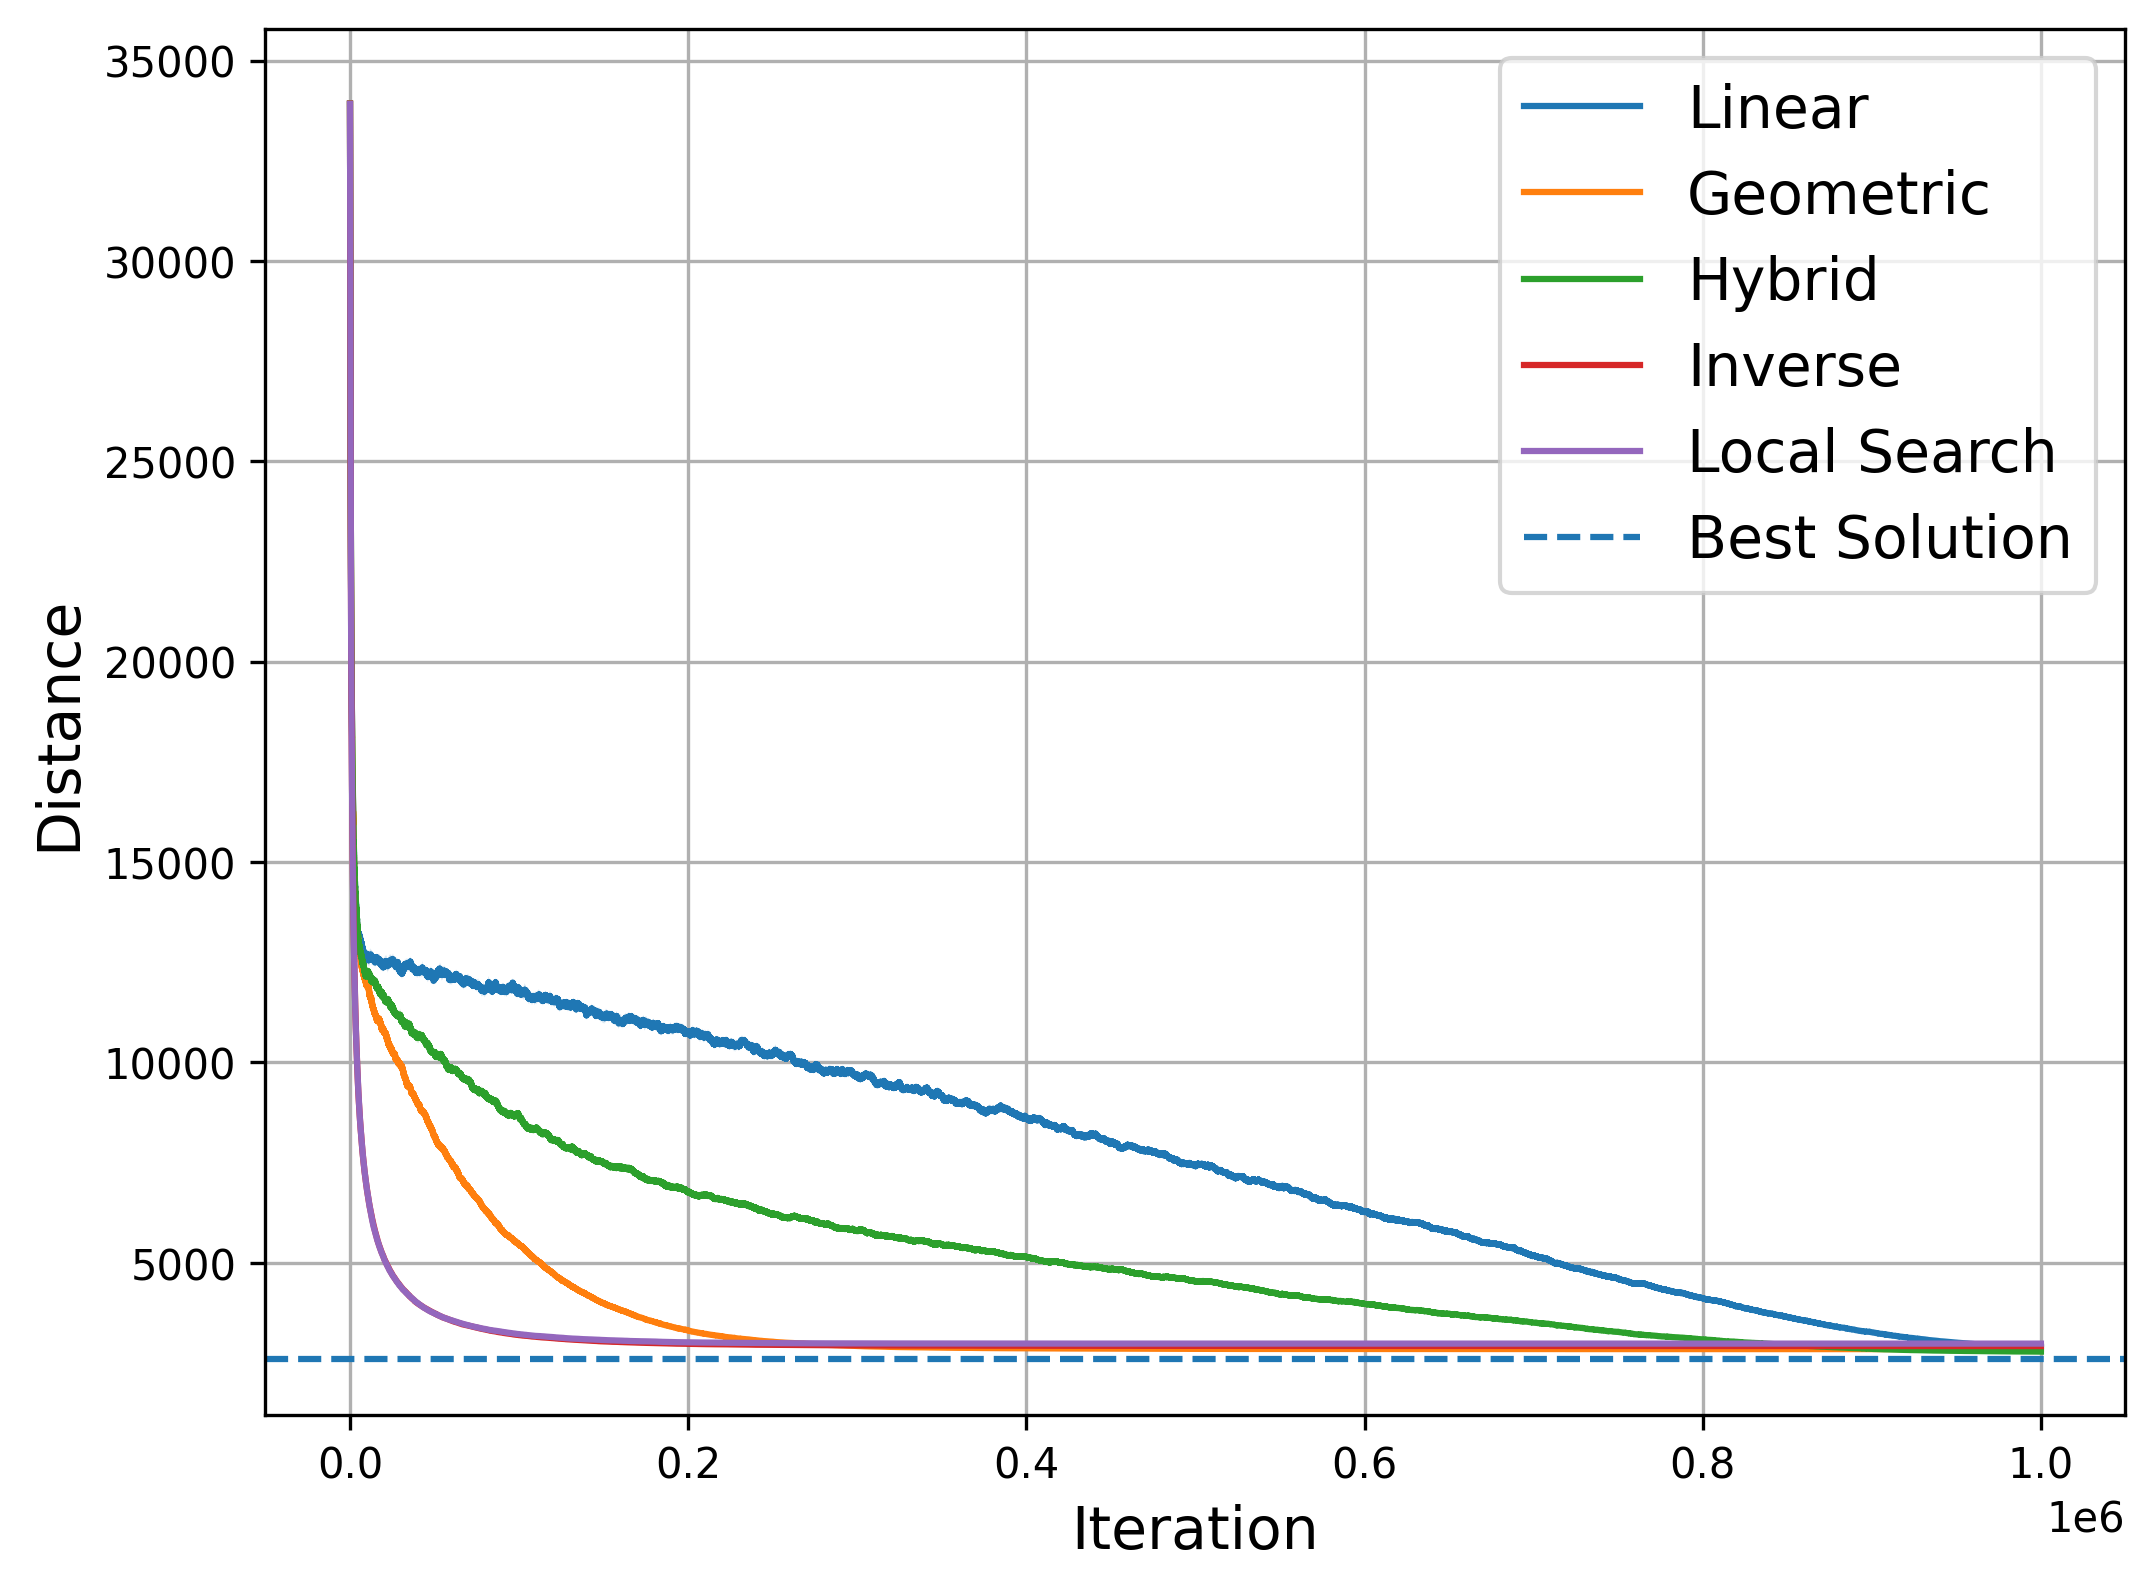 35000
30000
25000
20000
15000
10000
5000
Distance
Linear
Geometric
Hybrid
Inverse
Local Search
Best Solution
0.0 0.2 0.4 0.6 0.8 1.0
1e6
Iteration